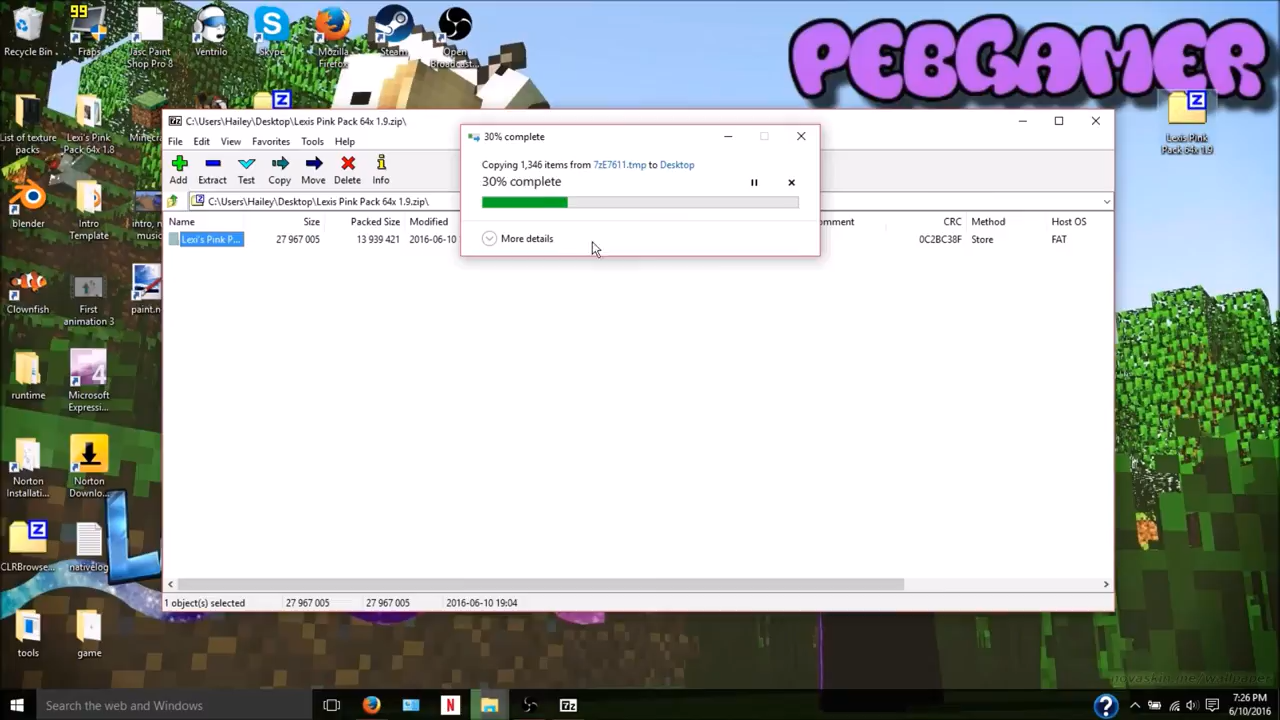 99
Recycle Bin
Fraps
Jasc Paint
Shop Pro 8
Ventrilo
Skype
Mozilla
Firefox
Steam
Open
Broadcast...
PEBGAMER
List of texture
packs
Lexi's Pink
Pack 64x 1.8
Minecr
Lexis Pink
Pack 64x 1.9
C:\Users\Hailey\Desktop\Lexis Pink Pack 64x 1.9.zip\
File Edit View Favorites Tools Help
Add Extract Test Copy Move Delete Info
C:\Users\Hailey\Desktop\Lexis Pink Pack 64x 1.9.zip\
Name Size Packed Size Modified omment CRC Method Host OS
Lexi's Pink P... 27 967 005 13 939 421 2016-06-10 0C2BC38F Store FAT
30% complete
Copying 1,346 items from 7zE7611.tmp to Desktop
30% complete
More details
blender
Intro
Template
intro, n
Clownfish
First
animation 3
paint.n
runtime
4
Microsoft
Expressi...
Norton
Installati...
Norton
Downlo...
CLRBrowse...
nativelog
L
tools
game
1 object(s) selected 27 967 005 27 967 005 2016-06-10 19:04
Search the web and Windows
N
7z
?
7:26 PM
6/10/2016